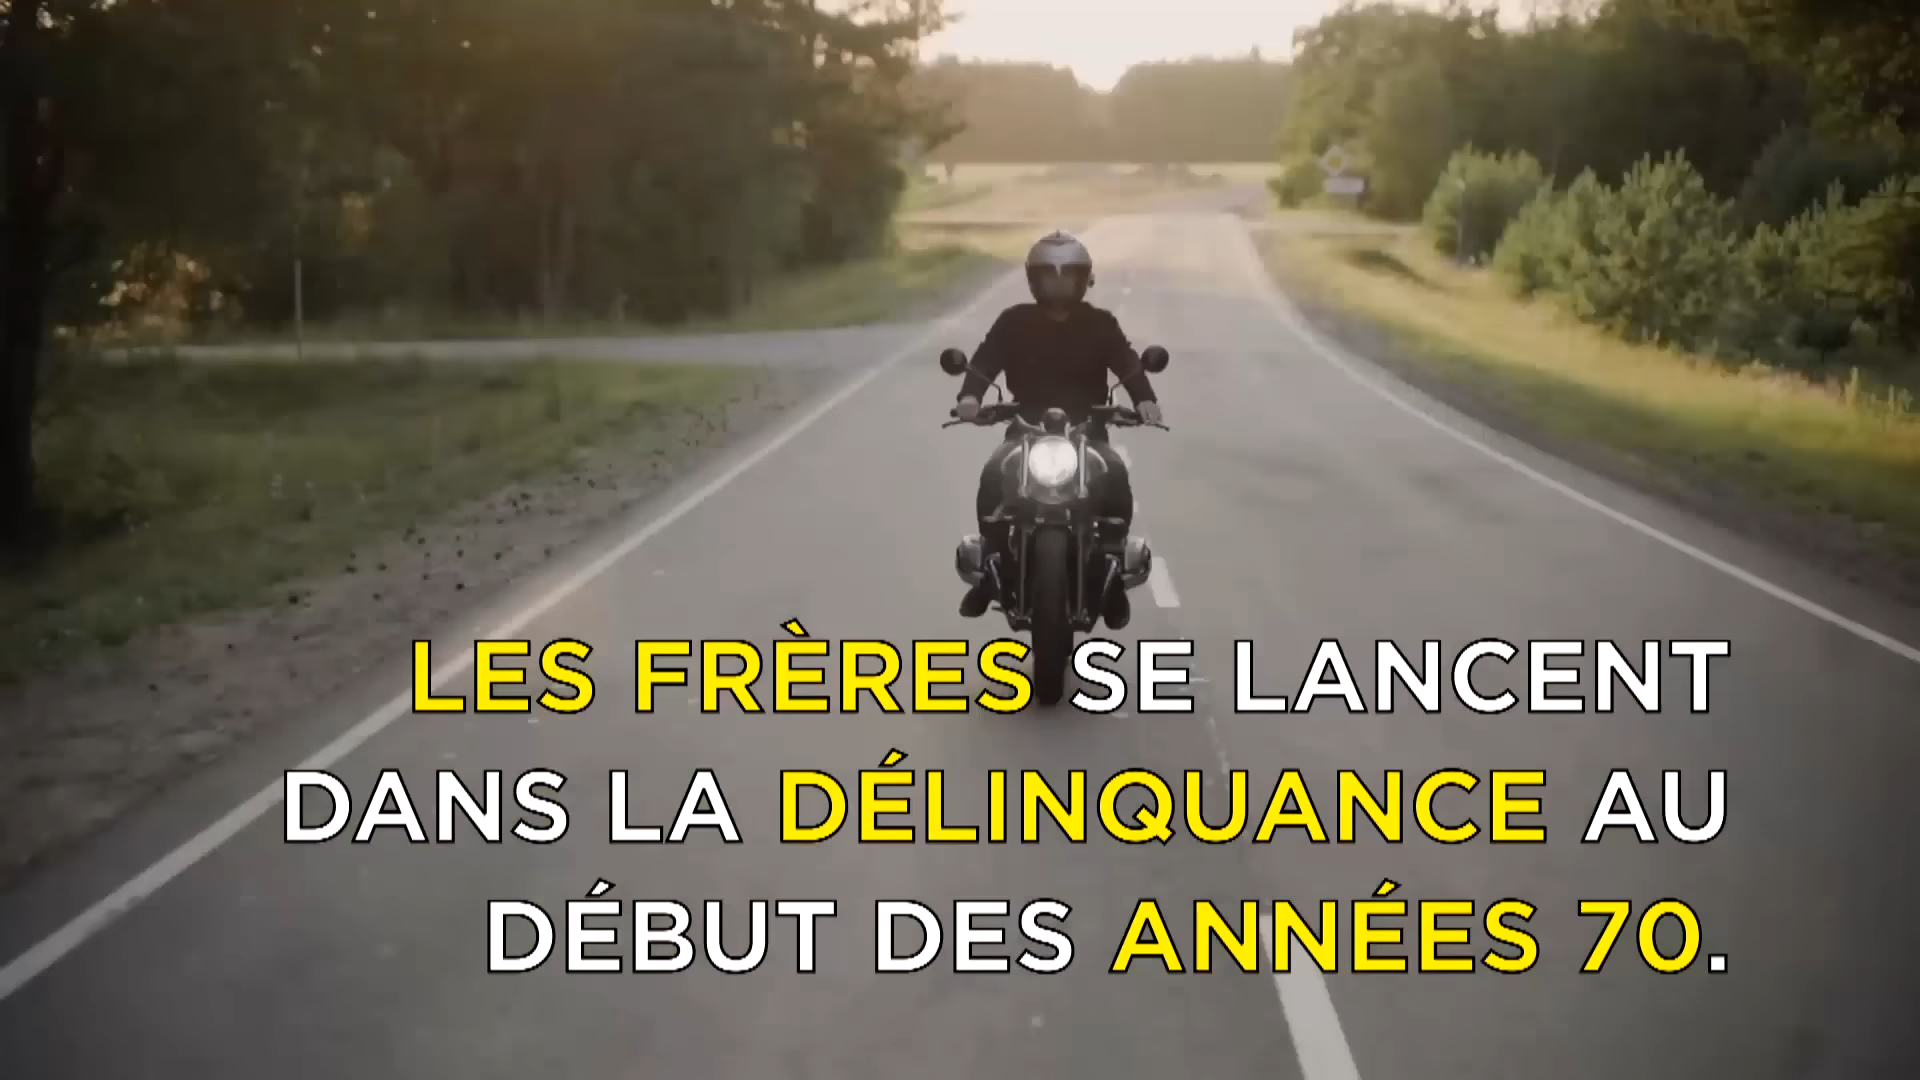 LES FRÈRES SE LANCENT
DANS LA DÉLINQUANCE AU
DÉBUT DES ANNÉES 70.